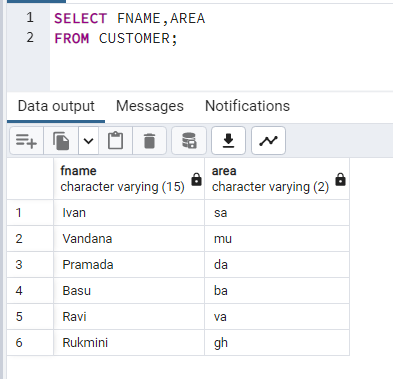 1 SELECT FNAME,AREA
2 FROM CUSTOMER;
Data output Messages Notifications
fname area
character varying (15) character varying (2)
1 Ivan sa
2 Vandana mu
3 Pramada da
4 Basu ba
5 Ravi va
6 Rukmini gh